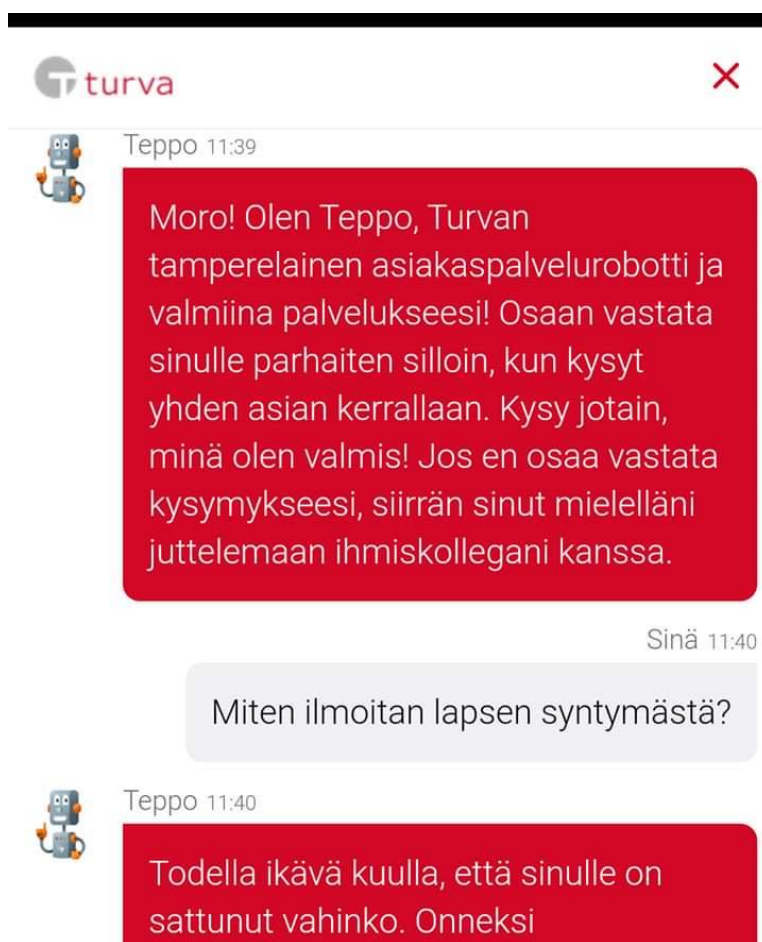 turva
Teppo 11:39
Moro! Olen Teppo, Turvan
tamperelainen asiakaspalvelurobotti ja
valmiina palvelukseesi! Osaan vastata
sinulle parhaiten silloin, kun kysyt
yhden asian kerrallaan. Kysy jotain,
minä olen valmis! Jos en osaa vastata
kysymykseesi, siirrän sinut mielelläni
juttelemaan ihmiskollegani kanssa.
Sinä 11:40
Miten ilmoitan lapsen syntymästä?
Teppo 11:40
Todella ikävä kuulla, että sinulle on
sattunut vahinko. Onneksi